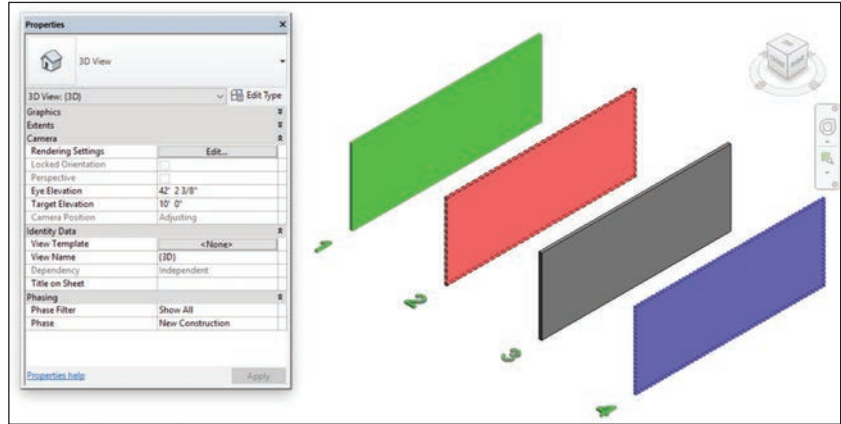 Properties
3D View
3D View: {3D}
Edit Type
Graphics
Extents
Camera
Rendering Settings
Edit...
Locked Orientation
Perspective
Eye Elevation
42' 2 3/8"
Target Elevation
10' 0"
Camera Position
Adjusting
Identity Data
View Template
<None>
View Name
{3D}
Dependency
Independent
Title on Sheet
Phasing
Phase Filter
Show All
Phase
New Construction
Properties help
Apply
1
2
3
4